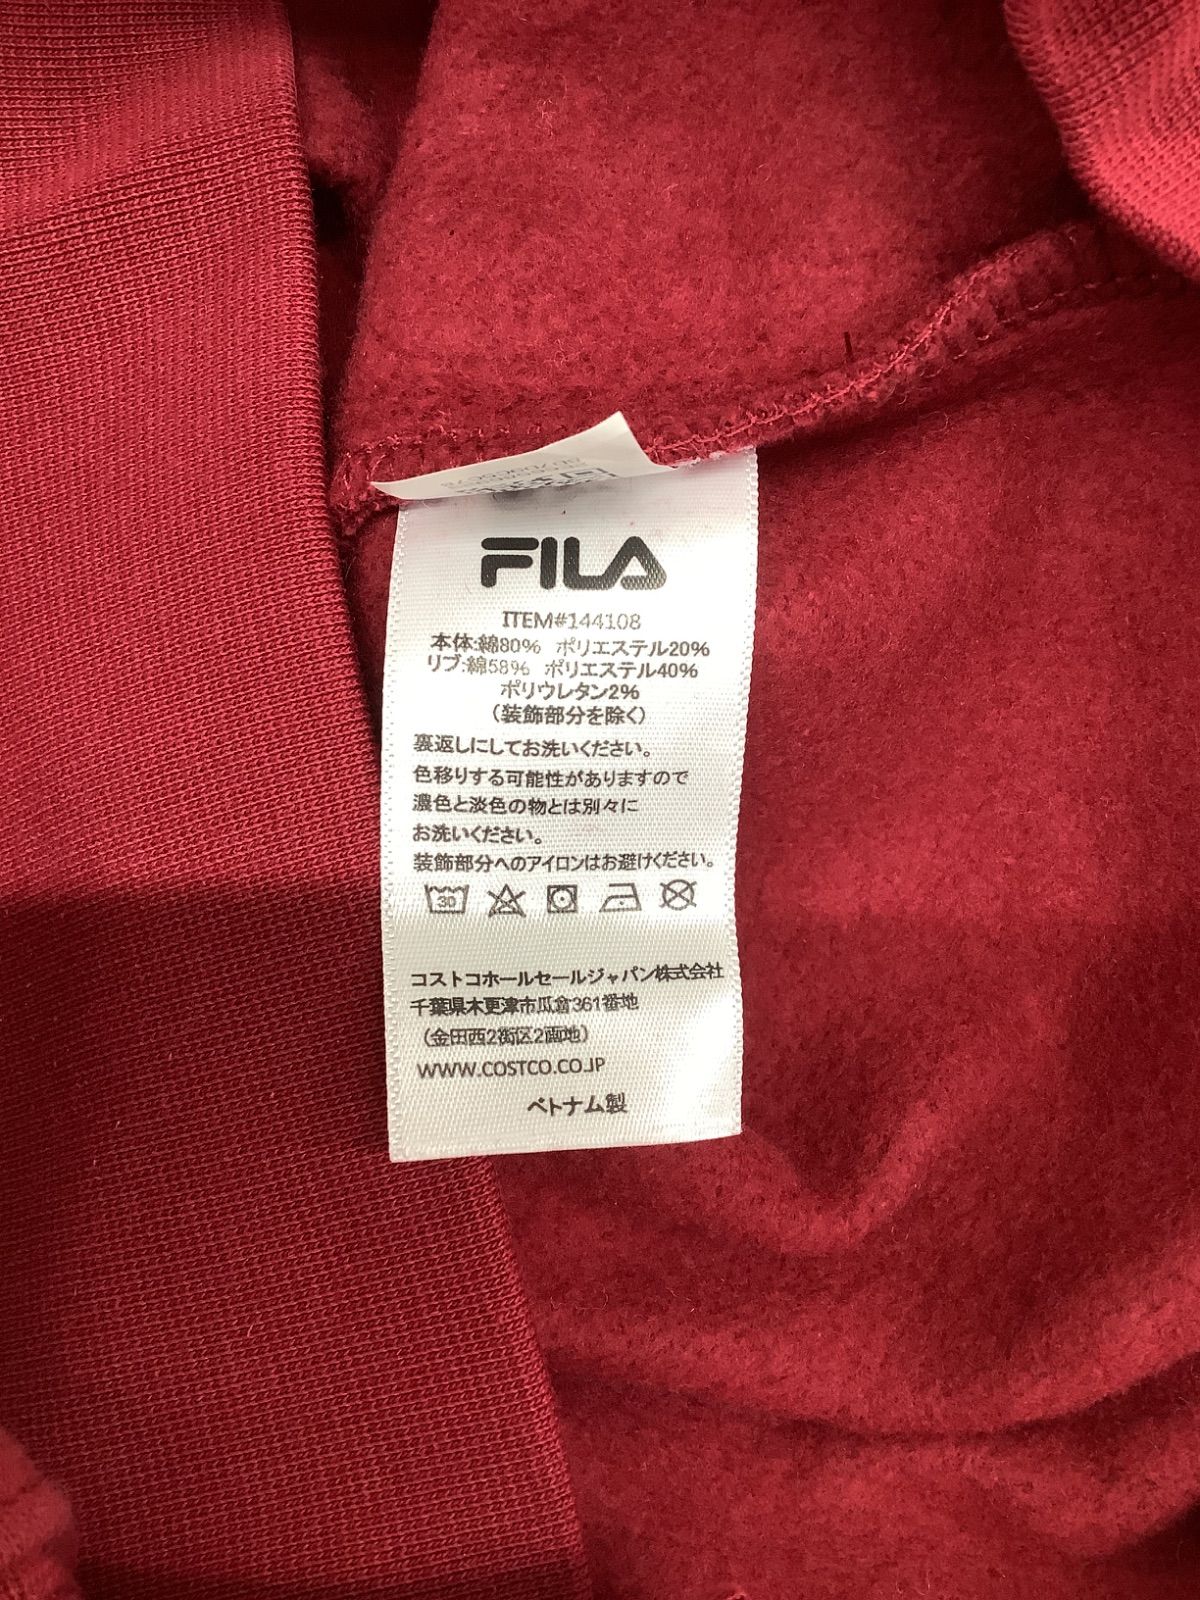 FILA
ITEM#144108
本体:綿80% ポリエステル20%
リブ:綿58% ポリエステル40%
ポリウレタン2%
(装飾部分を除く)
裏返しにしてお洗いください。
色移りする可能性がありますので
濃色と淡色の物とは別々に
お洗いください。
装飾部分へのアイロンはお避けください。
30
コストコホールセールジャパン株式会社
千葉県木更津市瓜倉361番地
(金田西2街区2画地)
WWW.COSTCO.CO.JP
ベトナム製